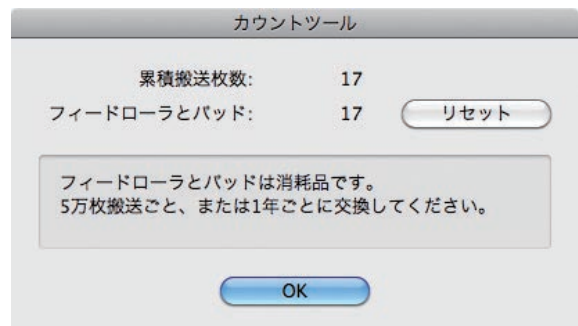 カウントツール
累積搬送枚数: 17
フィードローラとパッド: 17 リセット
フィードローラとパッドは消耗品です。
5万枚搬送ごと、または1年ごとに交換してください。
OK